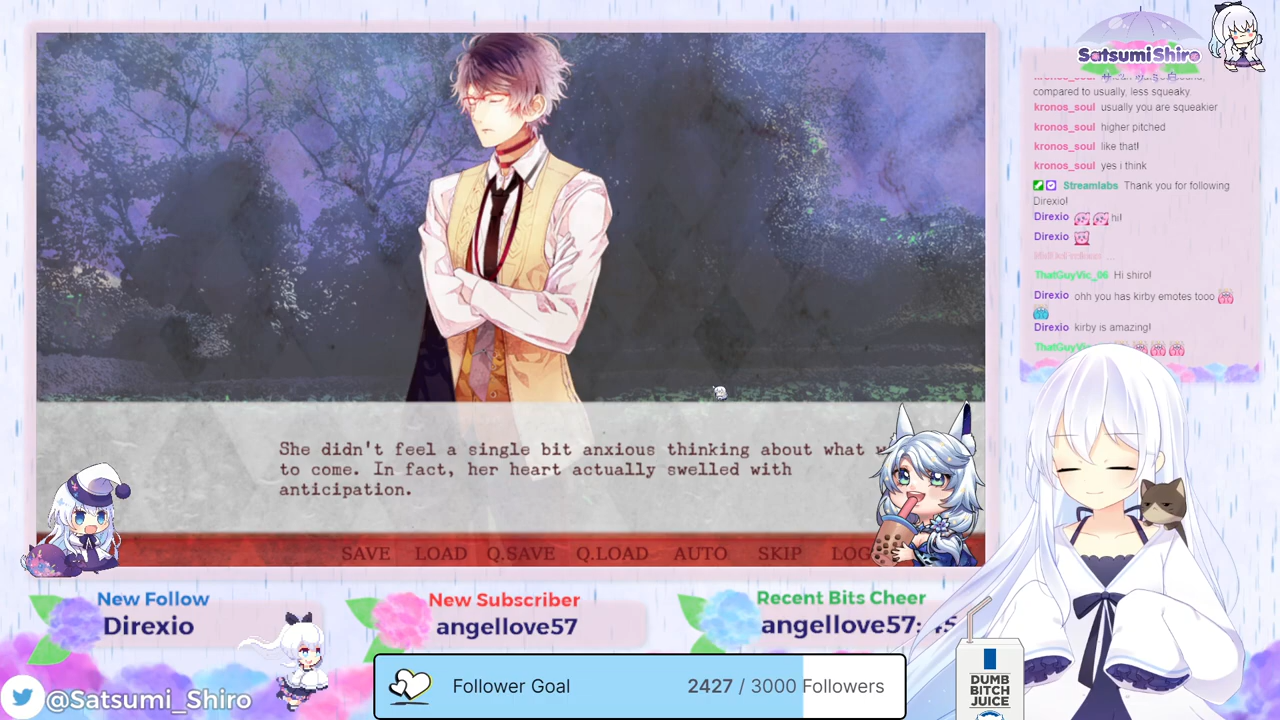 SatsumiShiro
compared to usually, less squeaky.
kronos_soul usually you are squeakier
kronos_soul higher pitched
kronos_soul like that!
kronos_soul yes i think
Streamlabs Thank you for following
Direxio!
Direxio hi!
Direxio
ThatGuyVic_06 Hi shiro!
Direxio ohh you has kirby emotes tooo
Direxio kirby is amazing!
She didn't feel a single bit anxious thinking about what
to come. In fact, her heart actually swelled with
anticipation.
SAVE LOAD Q.SAVE Q.LOAD AUTO SKIP LOG
New Follow
Direxio
New Subscriber
angellove57
Recent Bits Cheer
angellove57:
Follower Goal 2427 / 3000 Followers
@Satsumi_Shiro
DUMB
BITCH
JUICE